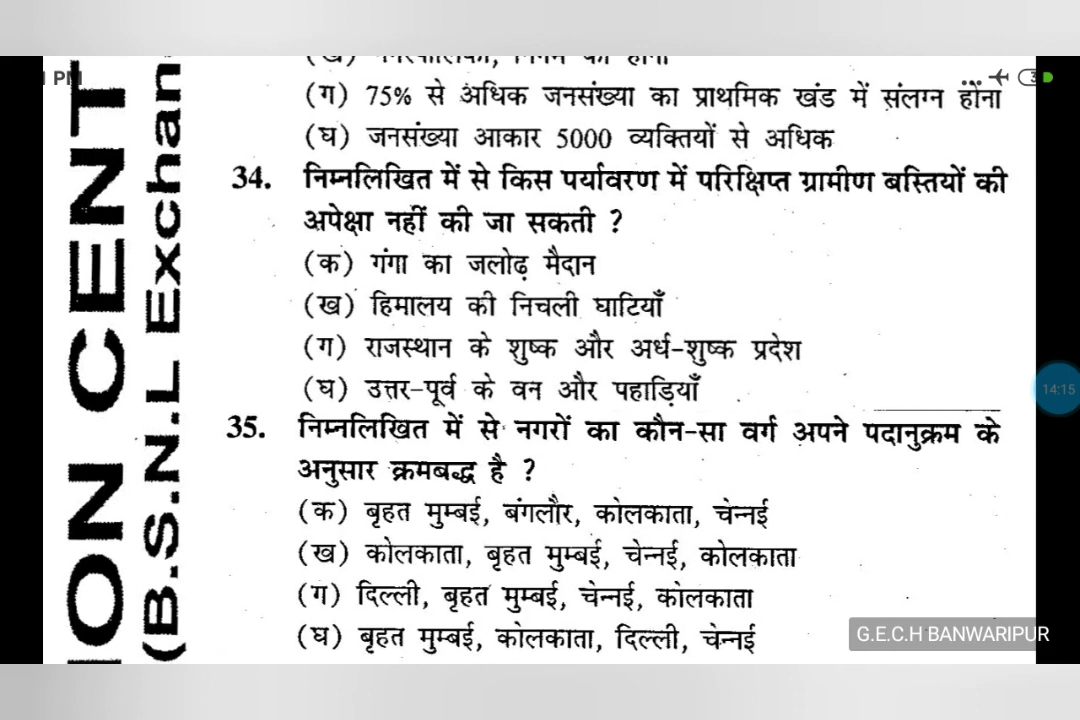 PM
3
(ग) 75% से अधिक जनसंख्या का प्राथमिक खंड में संलग्न होना
(घ) जनसंख्या आकार 5000 व्यक्तियों से अधिक
34. निम्नलिखित में से किस पर्यावरण में परिक्षिप्त ग्रामीण बस्तियों की
अपेक्षा नहीं की जा सकती ?
(क) गंगा का जलोढ़ मैदान
(ख) हिमालय की निचली घाटियाँ
(ग) राजस्थान के शुष्क और अर्ध-शुष्क प्रदेश
(घ) उत्तर-पूर्व के वन और पहाड़ियाँ
14:15
35. निम्नलिखित में से नगरों का कौन-सा वर्ग अपने पदानुक्रम के
अनुसार क्रमबद्ध है ?
(क) बृहत मुम्बई, बंगलौर, कोलकाता, चेन्नई
(ख) कोलकाता, बृहत मुम्बई, चेन्नई, कोलकाता
(ग) दिल्ली, बृहत मुम्बई, चेन्नई, कोलकाता
(घ) बृहत मुम्बई, कोलकाता, दिल्ली, चेन्नई
G.E.C.H BANWARIPUR
ION CENT
(B.S.N.L Exchan